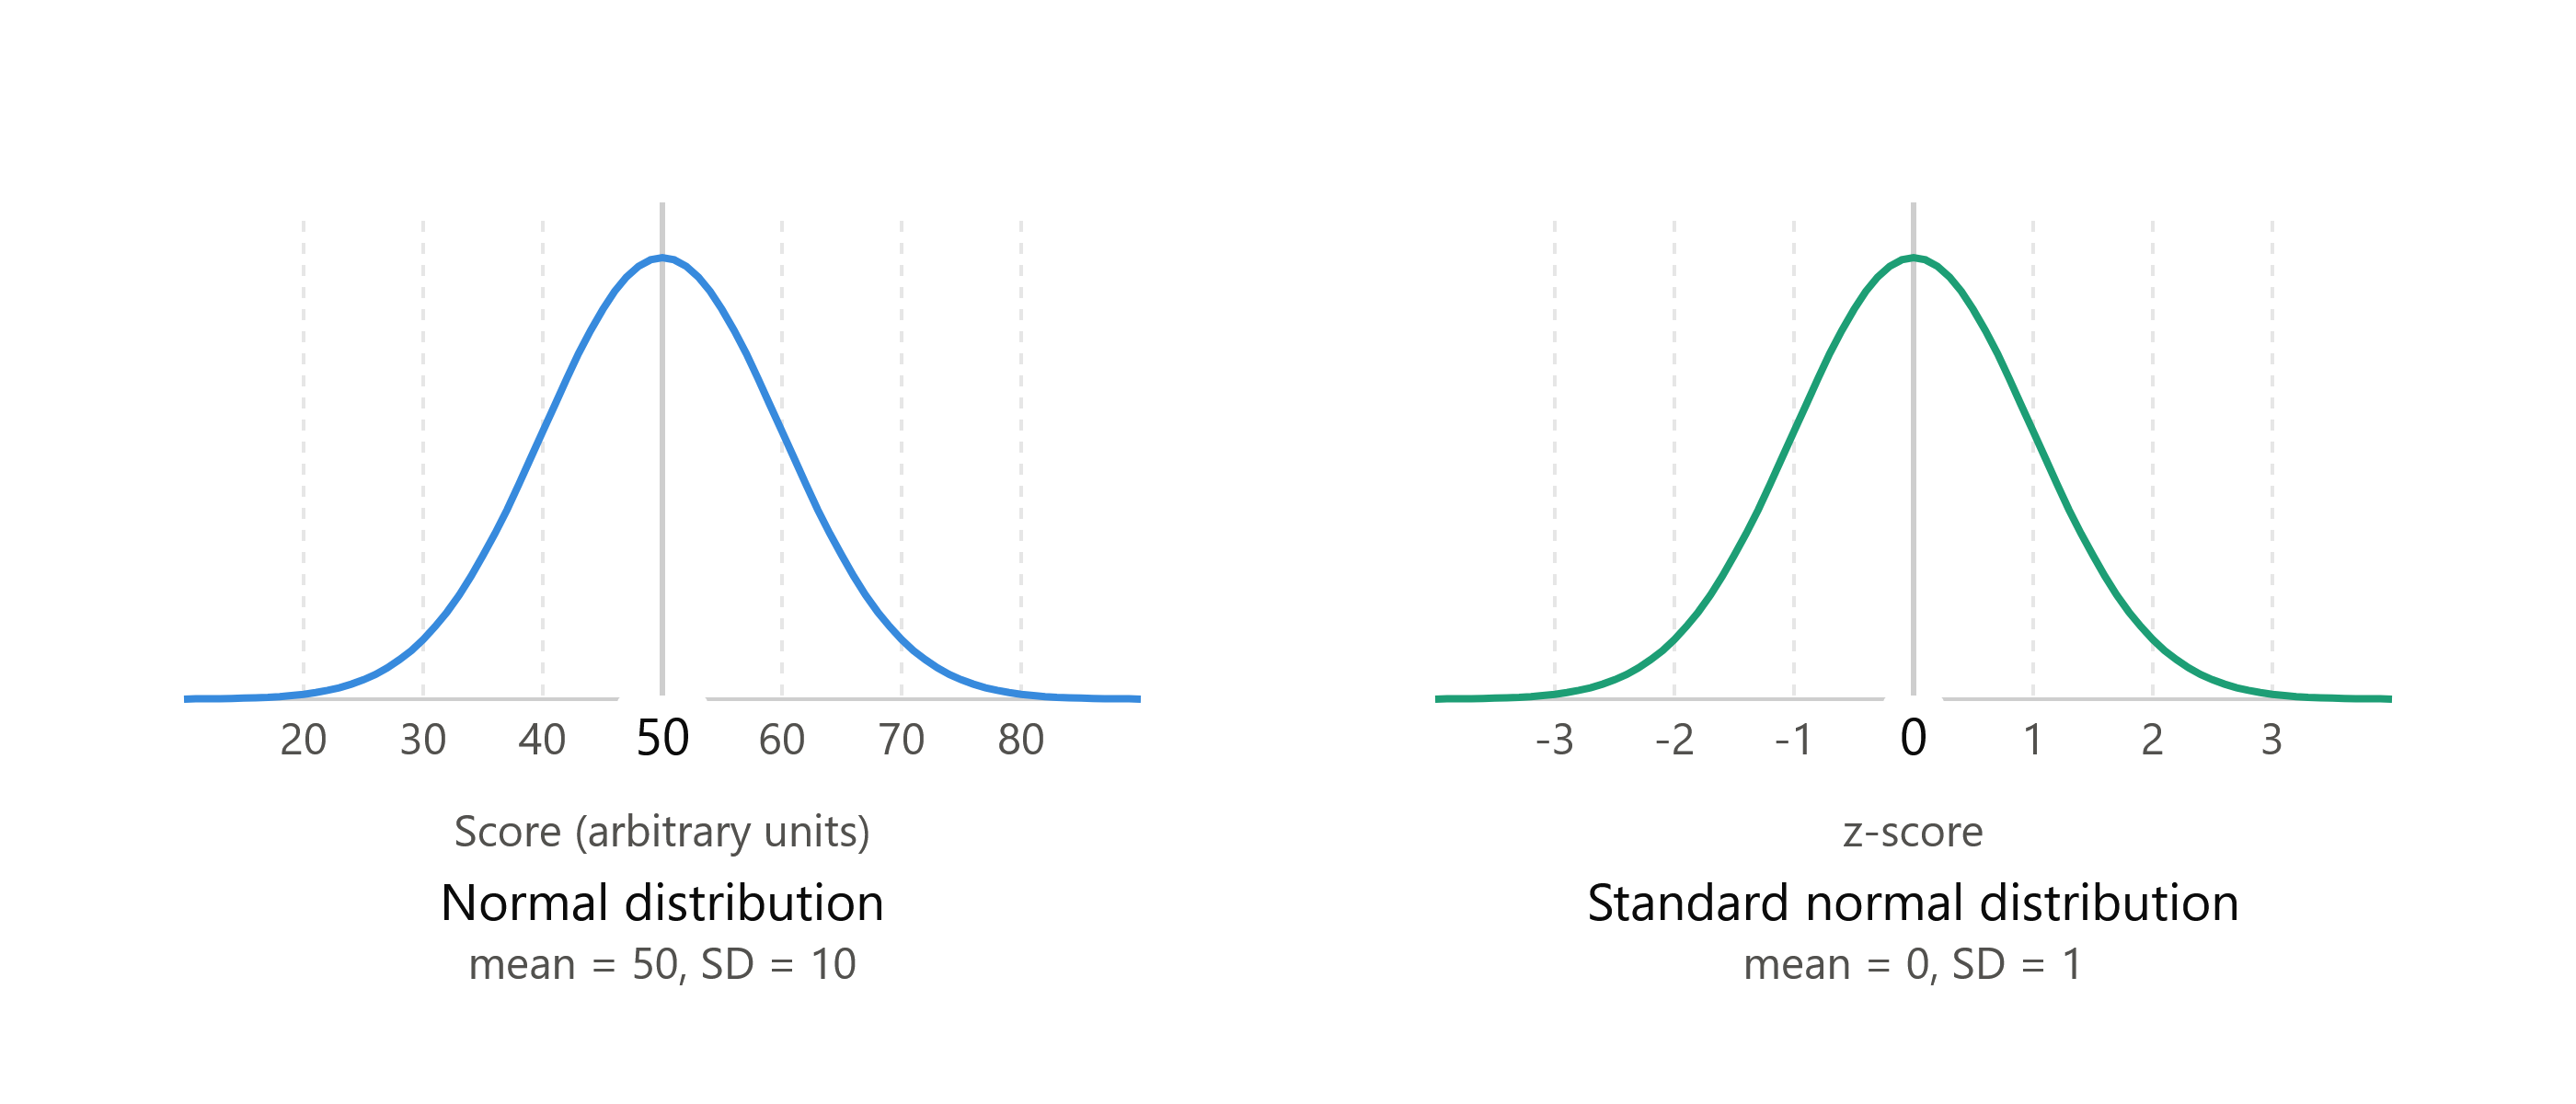 20 30 40 50 60 70 80
Score (arbitrary units)
Normal distribution
mean = 50, SD = 10
-3 -2 -1 0 1 2 3
z-score
Standard normal distribution
mean = 0, SD = 1